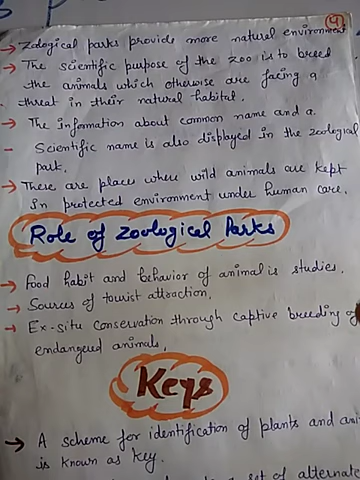 4
→ Zoological parks provide more natural environment
→ The scientific purpose of the zoo is to breed
the animals which otherwise are facing a
threat in their natural habital.
→ The information about common name and a
- Scientific name is also displayed in the zoological
park.
→ These are place where wild animals are kept
in protected environment under human care.
Role of Zoological Parks
→ Food habit and behavior of animal is studies.
→ Sources of tourist attraction.
→ Ex-situ conservation through captive breeding of
endangered animals.
Keys
→ A scheme for identification of plants and ani
is known as key.
set of alternate